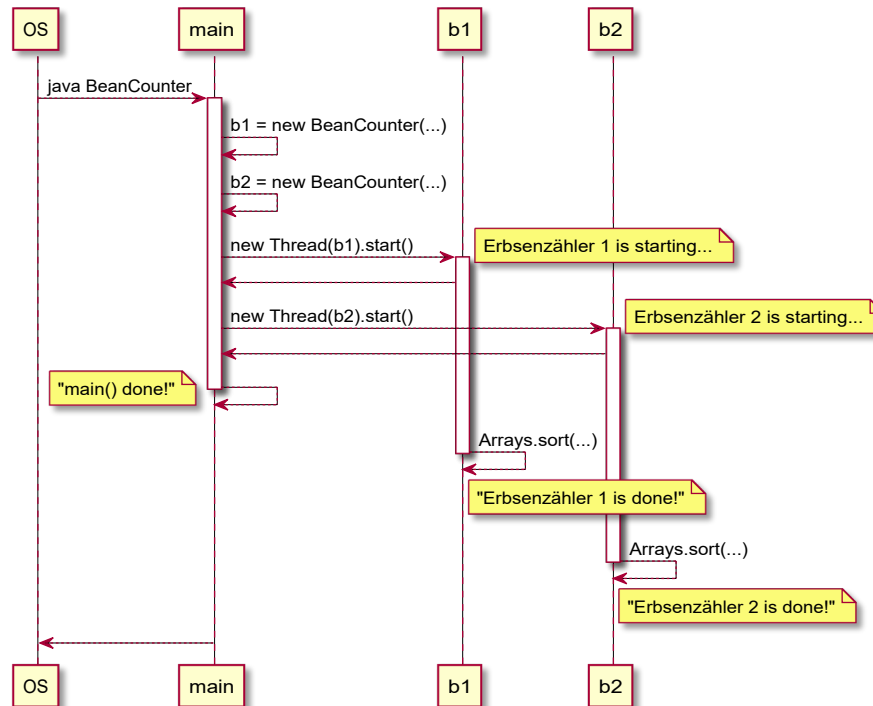 OS
main
b1
b2
java BeanCounter
b1 = new BeanCounter(...)
b2 = new BeanCounter(...)
new Thread(b1).start()
Erbsenzähler 1 is starting...
new Thread(b2).start()
Erbsenzähler 2 is starting...
"main() done!"
Arrays.sort(...)
"Erbsenzähler 1 is done!"
Arrays.sort(...)
"Erbsenzähler 2 is done!"
OS
main
b1
b2